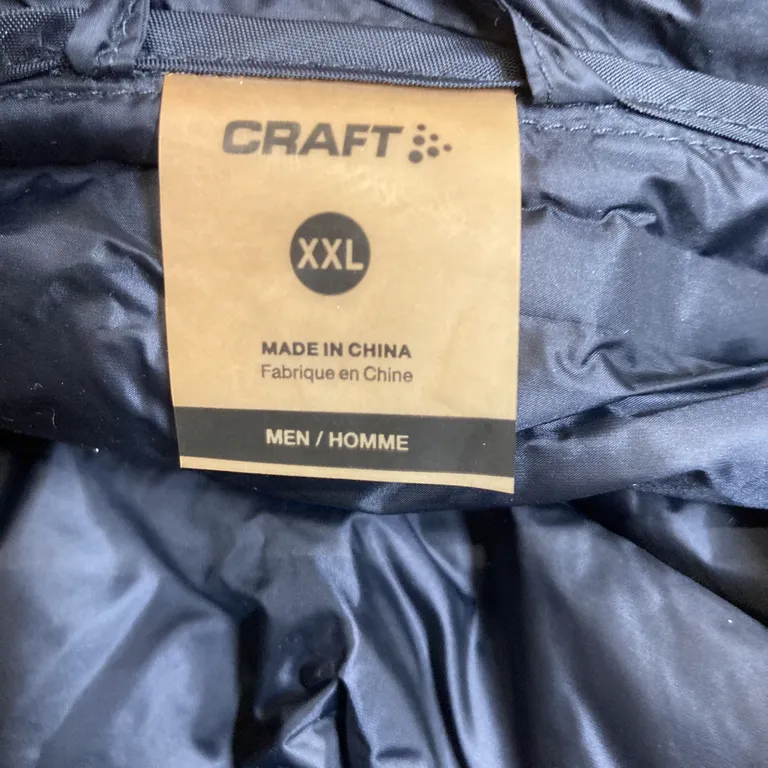 CRAFT
XXL
MADE IN CHINA
Fabrique en Chine
MEN / HOMME